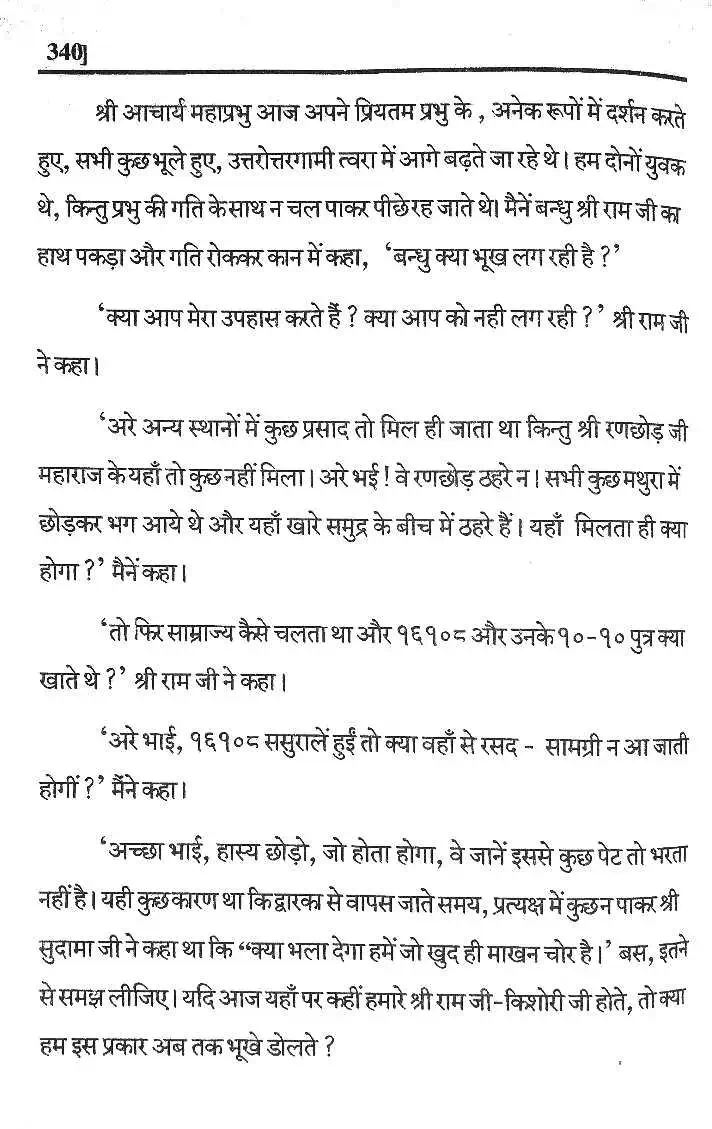 340]
श्री आचार्य महाप्रभु आज अपने प्रियतम प्रभु के , अनेक रूपों में दर्शन करते
हुए, सभी कुछ भूले हुए, उत्तरोत्तरगामी त्वरा में आगे बढ़ते जा रहे थे। हम दोनों युवक
थे, किन्तु प्रभु की गति के साथ न चल पाकर पीछे रह जाते थे। मैनें बन्धु श्री राम जी का
हाथ पकड़ा और गति रोककर कान में कहा, ‘बन्धु क्या भूख लग रही है ?’
‘क्या आप मेरा उपहास करते हैं ? क्या आप को नही लग रही ?’ श्री राम जी
ने कहा।
‘अरे अन्य स्थानों में कुछ प्रसाद तो मिल ही जाता था किन्तु श्री रणछोड़ जी
महाराज के यहाँ तो कुछ नहीं मिला। अरे भई ! वे रणछोड़ ठहरे न। सभी कुछ मथुरा में
छोड़कर भग आये थे और यहाँ खारे समुद्र के बीच में ठहरे हैं। यहाँ मिलता ही क्या
होगा ?’ मैनें कहा।
‘तो फिर साम्राज्य कैसे चलता था और १६१०८ और उनके १०-१० पुत्र क्या
खाते थे ?’ श्री राम जी ने कहा।
‘अरे भाई, १६१०८ ससुरालें हुईं तो क्या वहाँ से रसद - सामग्री न आ जाती
होगीं ?’ मैंने कहा।
‘अच्छा भाई, हास्य छोड़ो, जो होता होगा, वे जानें इससे कुछ पेट तो भरता
नहीं है। यही कुछ कारण था कि द्वारका से वापस जाते समय, प्रत्यक्ष में कुछ न पाकर श्री
सुदामा जी ने कहा था कि “क्या भला देगा हमें जो खुद ही माखन चोर है।’ बस, इतने
से समझ लीजिए। यदि आज यहाँ पर कहीं हमारे श्री राम जी-किशोरी जी होते, तो क्या
हम इस प्रकार अब तक भूखे डोलते ?